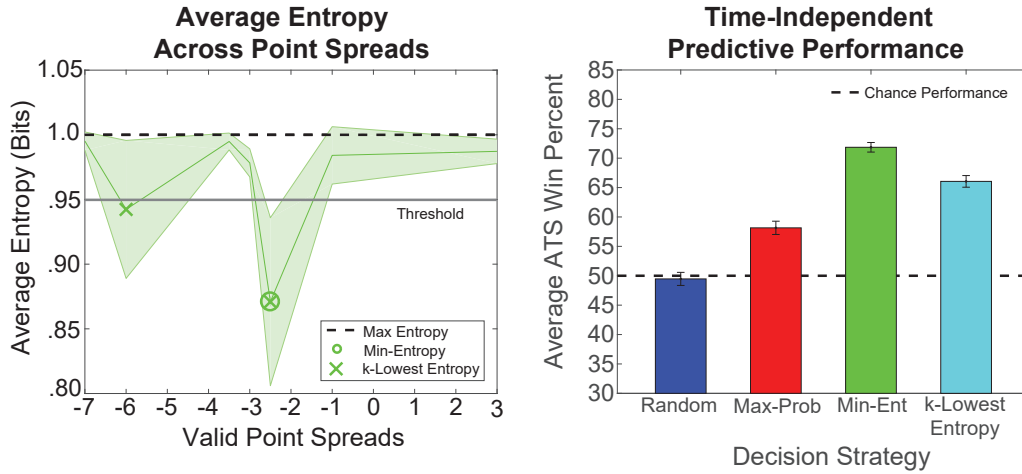 Average Entropy
Across Point Spreads
1.05
1.0
.95
.90
.85
.80
Average Entropy (Bits)
Threshold
Max Entropy
Min-Entropy
k-Lowest Entropy
-7 -6 -5 -4 -3 -2 -1 0 1 2 3
Valid Point Spreads
Time-Independent
Predictive Performance
85
80
75
70
65
60
55
50
45
40
35
30
Average ATS Win Percent
Chance Performance
Random Max-Prob Min-Ent k-Lowest
Entropy
Decision Strategy